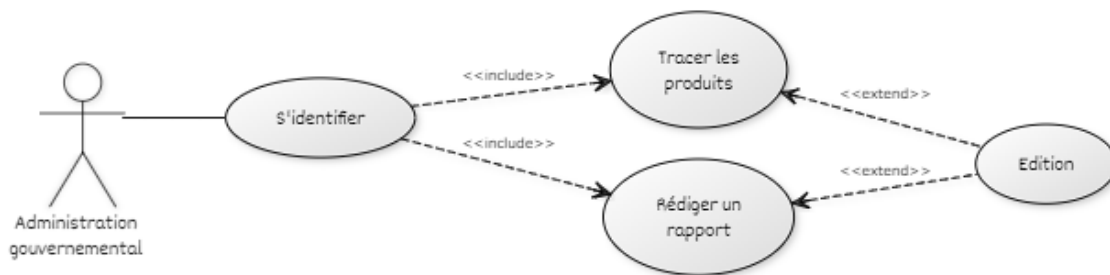 Tracer les
produits
<<include>>
<<extend>>
S'identifier
<<include>>
Edition
<<extend>>
Rédiger un
rapport
Administration
gouvernemental